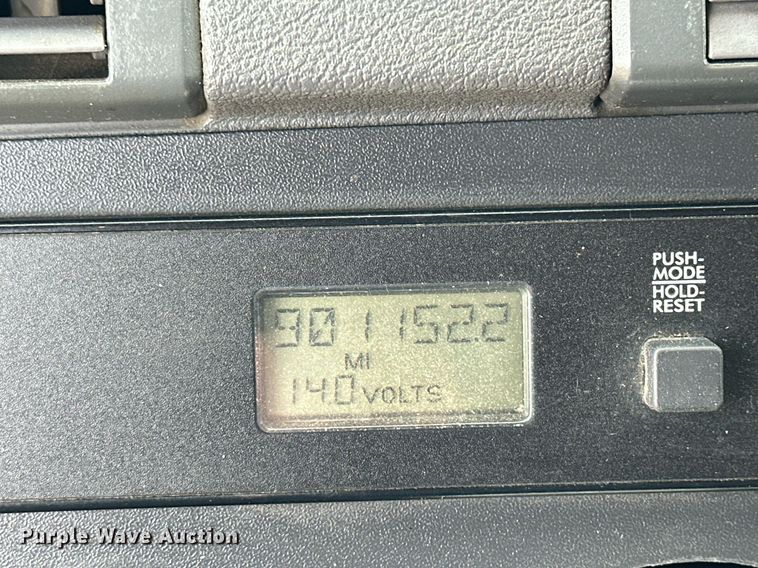 PUSH-
MODE
HOLD-
RESET
901152.2
MI
14.0 VOLTS
Purple Wave Auction